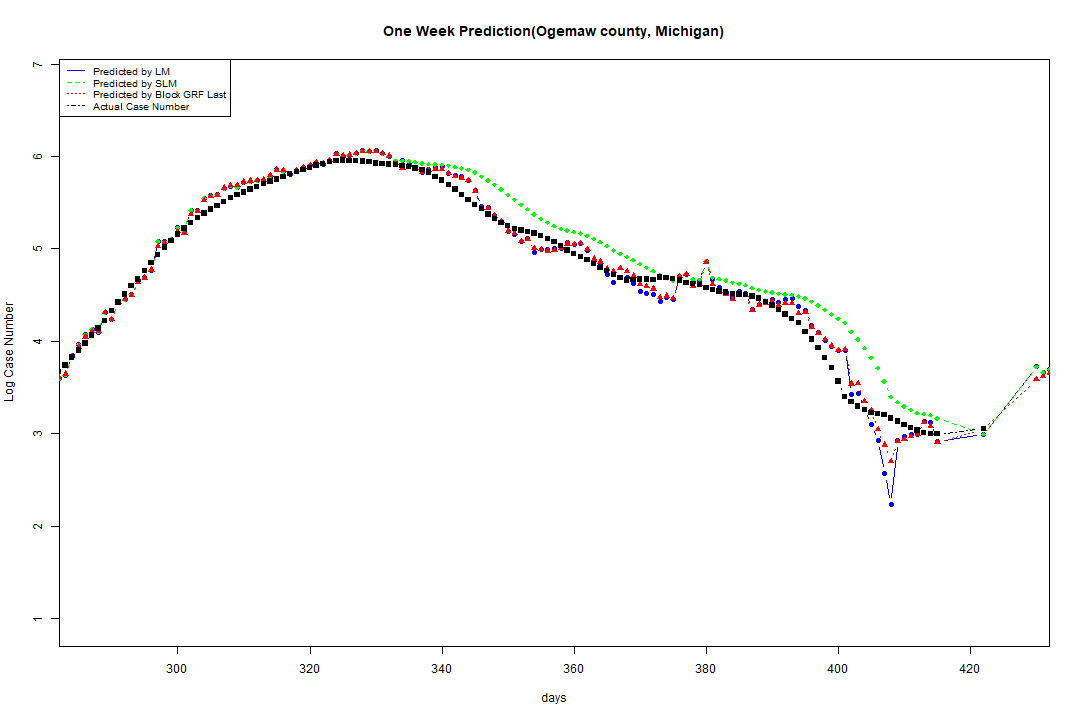 One Week Prediction(Ogemaw county, Michigan)
Predicted by LM
Predicted by SLM
Predicted by Block GRF Last
Actual Case Number
Log Case Number
7
6
5
4
3
2
1
300 320 340 360 380 400 420
days